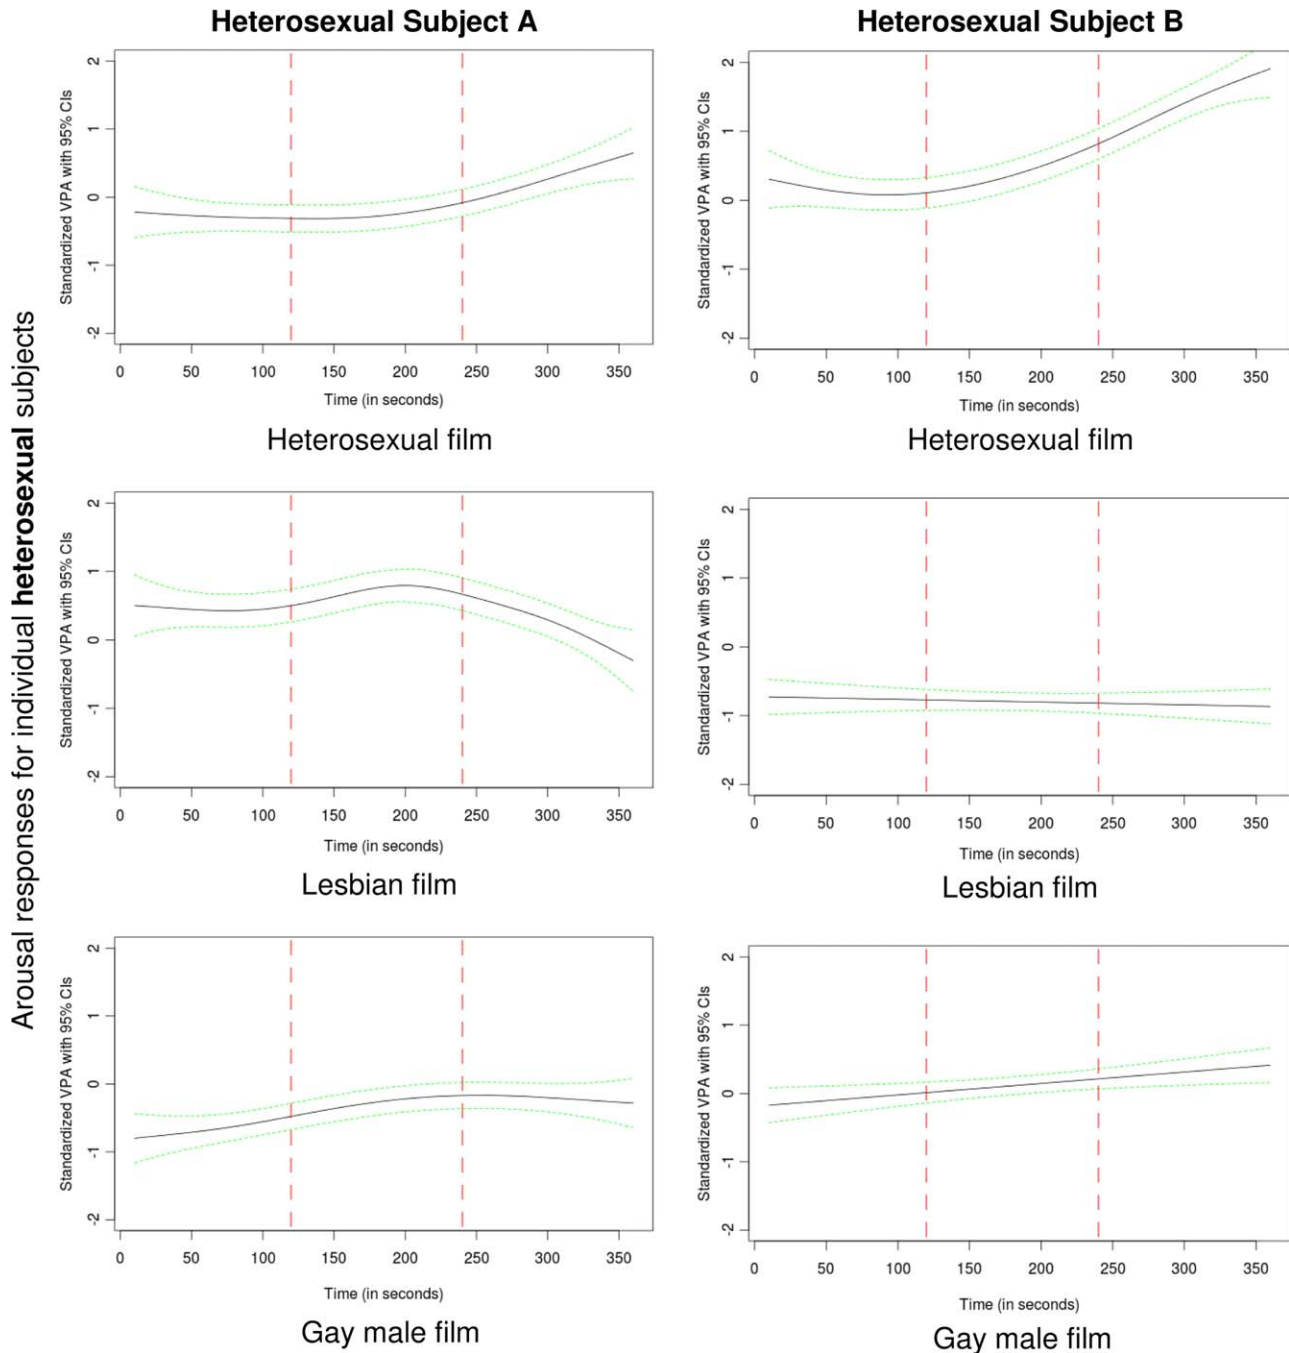 Heterosexual Subject A
Heterosexual Subject B
Arousal responses for individual heterosexual subjects
Standardized VPA with 95% CIs
2
1
0
-1
-2
0 50 100 150 200 250 300 350
Time (in seconds)
Heterosexual film
Standardized VPA with 95% CIs
2
1
0
-1
-2
0 50 100 150 200 250 300 350
Time (in seconds)
Heterosexual film
Standardized VPA with 95% CIs
2
1
0
-1
-2
0 50 100 150 200 250 300 350
Time (in seconds)
Lesbian film
Standardized VPA with 95% CIs
2
1
0
-1
-2
0 50 100 150 200 250 300 350
Time (in seconds)
Lesbian film
Standardized VPA with 95% CIs
2
1
0
-1
-2
0 50 100 150 200 250 300 350
Time (in seconds)
Gay male film
Standardized VPA with 95% CIs
2
1
0
-1
-2
0 50 100 150 200 250 300 350
Time (in seconds)
Gay male film